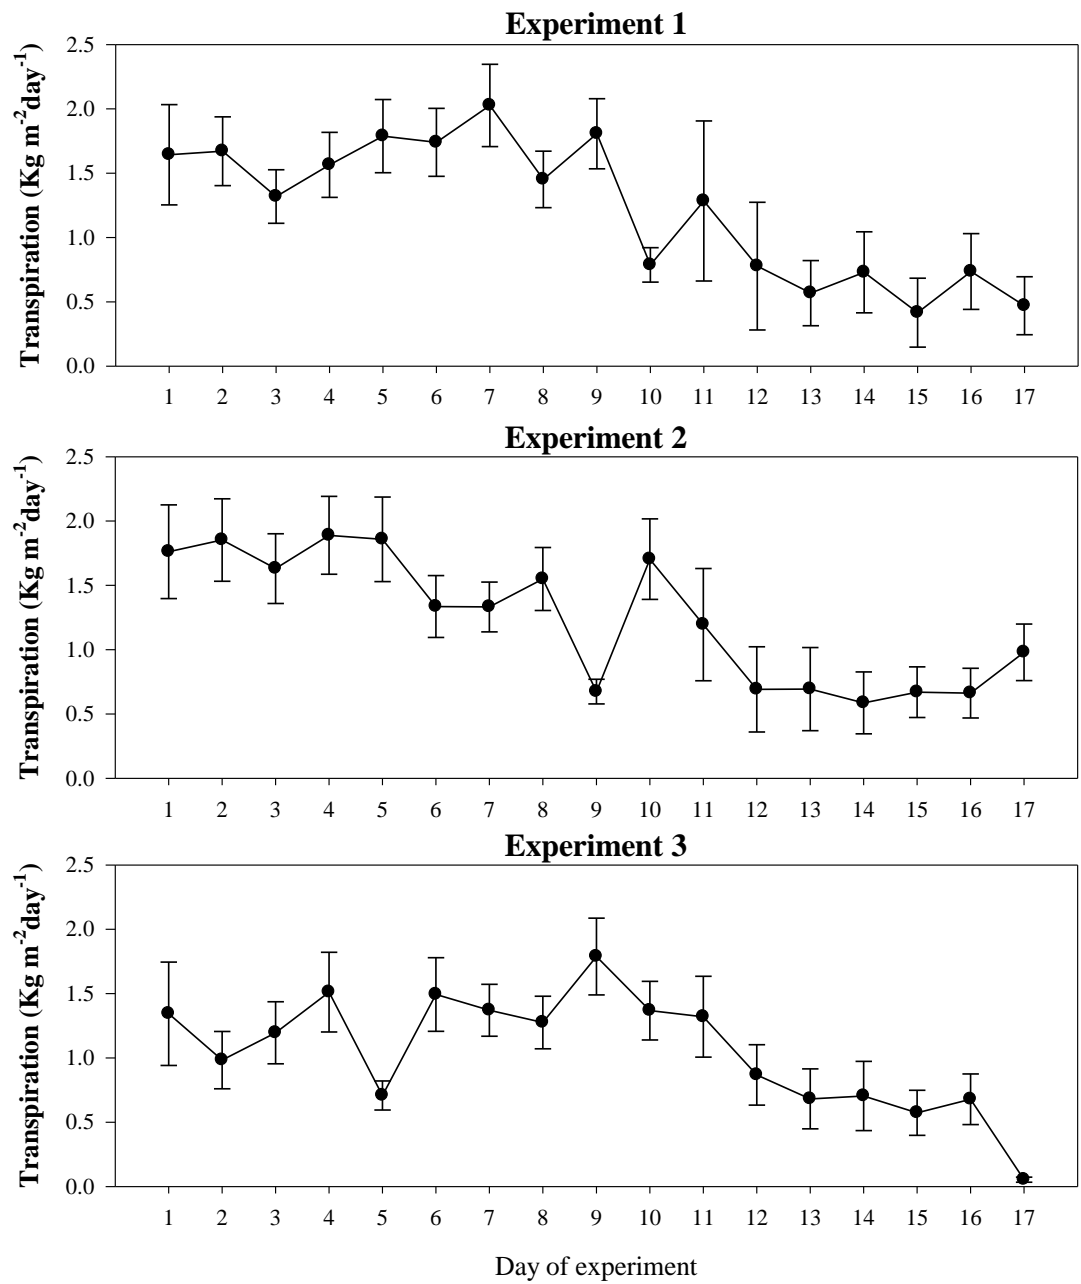 Experiment 1
Transpiration (Kg m-2day-1)
2.5
2.0
1.5
1.0
0.5
0.0
1 2 3 4 5 6 7 8 9 10 11 12 13 14 15 16 17
Experiment 2
Transpiration (Kg m-2day-1)
2.5
2.0
1.5
1.0
0.5
0.0
1 2 3 4 5 6 7 8 9 10 11 12 13 14 15 16 17
Experiment 3
Transpiration (Kg m-2day-1)
2.5
2.0
1.5
1.0
0.5
0.0
1 2 3 4 5 6 7 8 9 10 11 12 13 14 15 16 17
Day of experiment